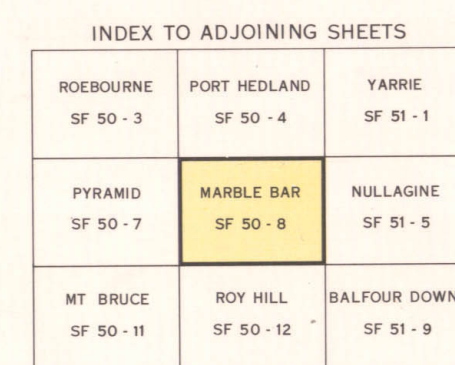 INDEX TO ADJOINING SHEETS
ROEBOURNE
SF 50 - 3
PORT HEDLAND
SF 50 - 4
YARRIE
SF 51 - 1
PYRAMID
SF 50 - 7
MARBLE BAR
SF 50 - 8
NULLAGINE
SF 51 - 5
MT BRUCE
SF 50 - 11
ROY HILL
SF 50 - 12
BALFOUR DOWN
SF 51 - 9